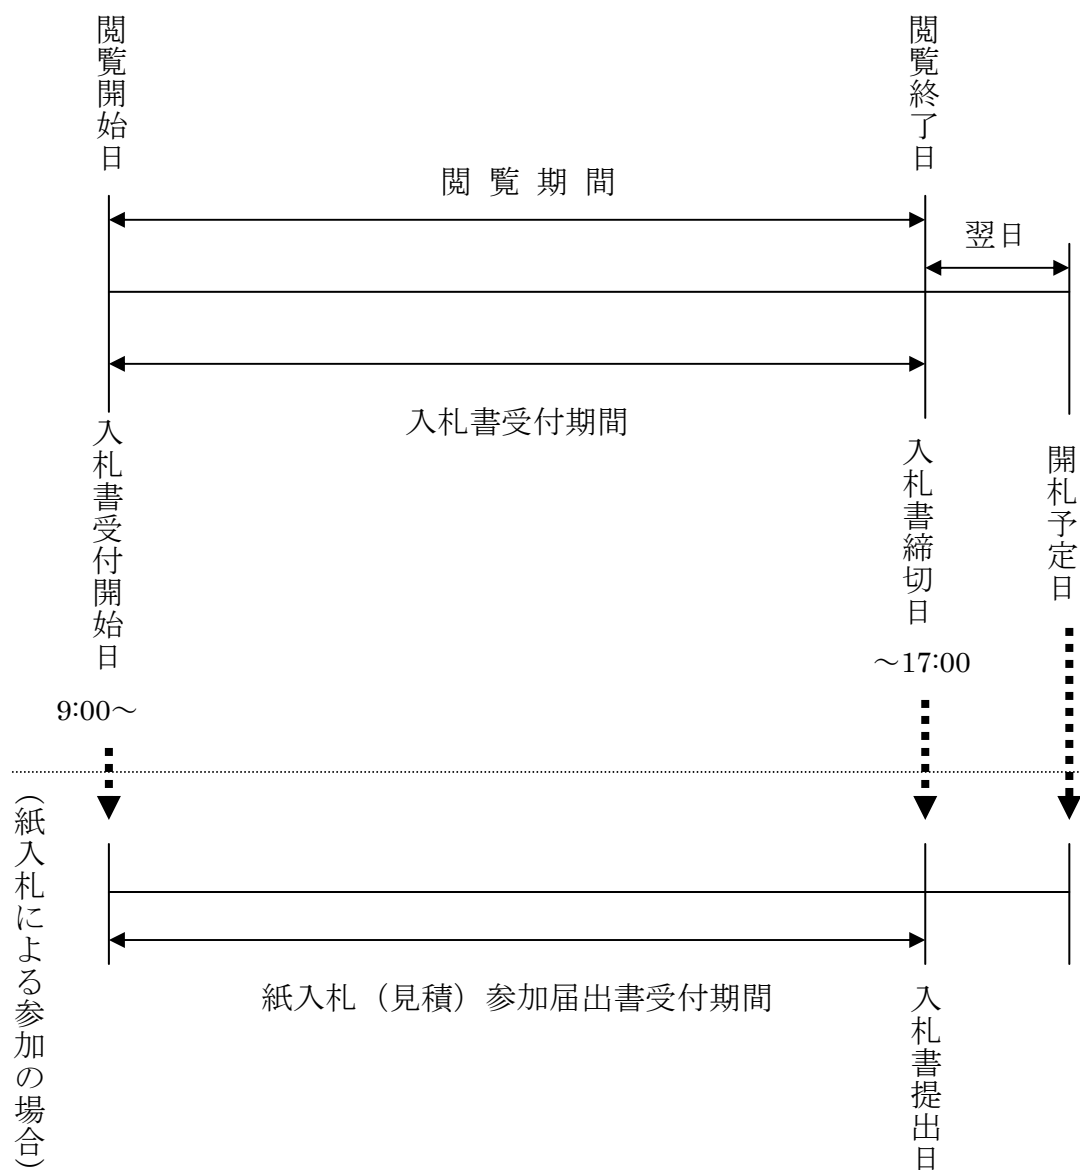 閲覧開始日
閲覧終了日
閲覧期間
翌日
入札書受付期間
入札書受付開始日
入札書締切日
開札予定日
～17:00
9:00～
（紙入札による参加の場合）
紙入札（見積）参加届出書受付期間
入札書提出日